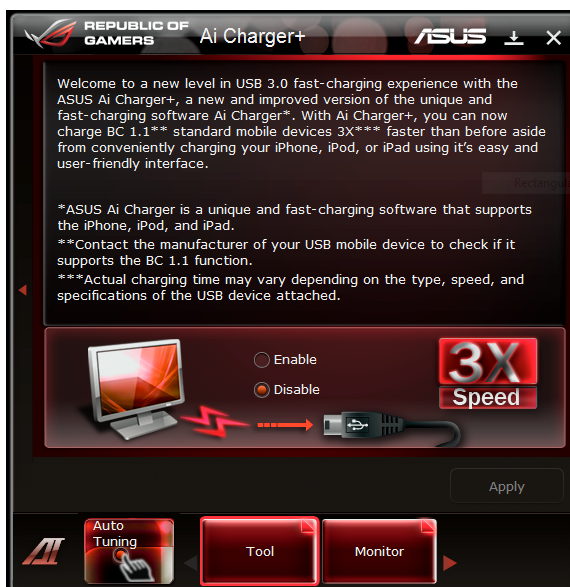 REPUBLIC OF
GAMERS
Ai Charger+
ASUS
Welcome to a new level in USB 3.0 fast-charging experience with the
ASUS Ai Charger+, a new and improved version of the unique and
fast-charging software Ai Charger*. With Ai Charger+, you can now
charge BC 1.1** standard mobile devices 3X*** faster than before aside
from conveniently charging your iPhone, iPod, or iPad using it's easy and
user-friendly interface.
*ASUS Ai Charger is a unique and fast-charging software that supports
the iPhone, iPod, and iPad.
**Contact the manufacturer of your USB mobile device to check if it
supports the BC 1.1 function.
***Actual charging time may vary depending on the type, speed, and
specifications of the USB device attached.
Enable
Disable
3X
Speed
Apply
Auto
Tuning
AI
Tool
Monitor